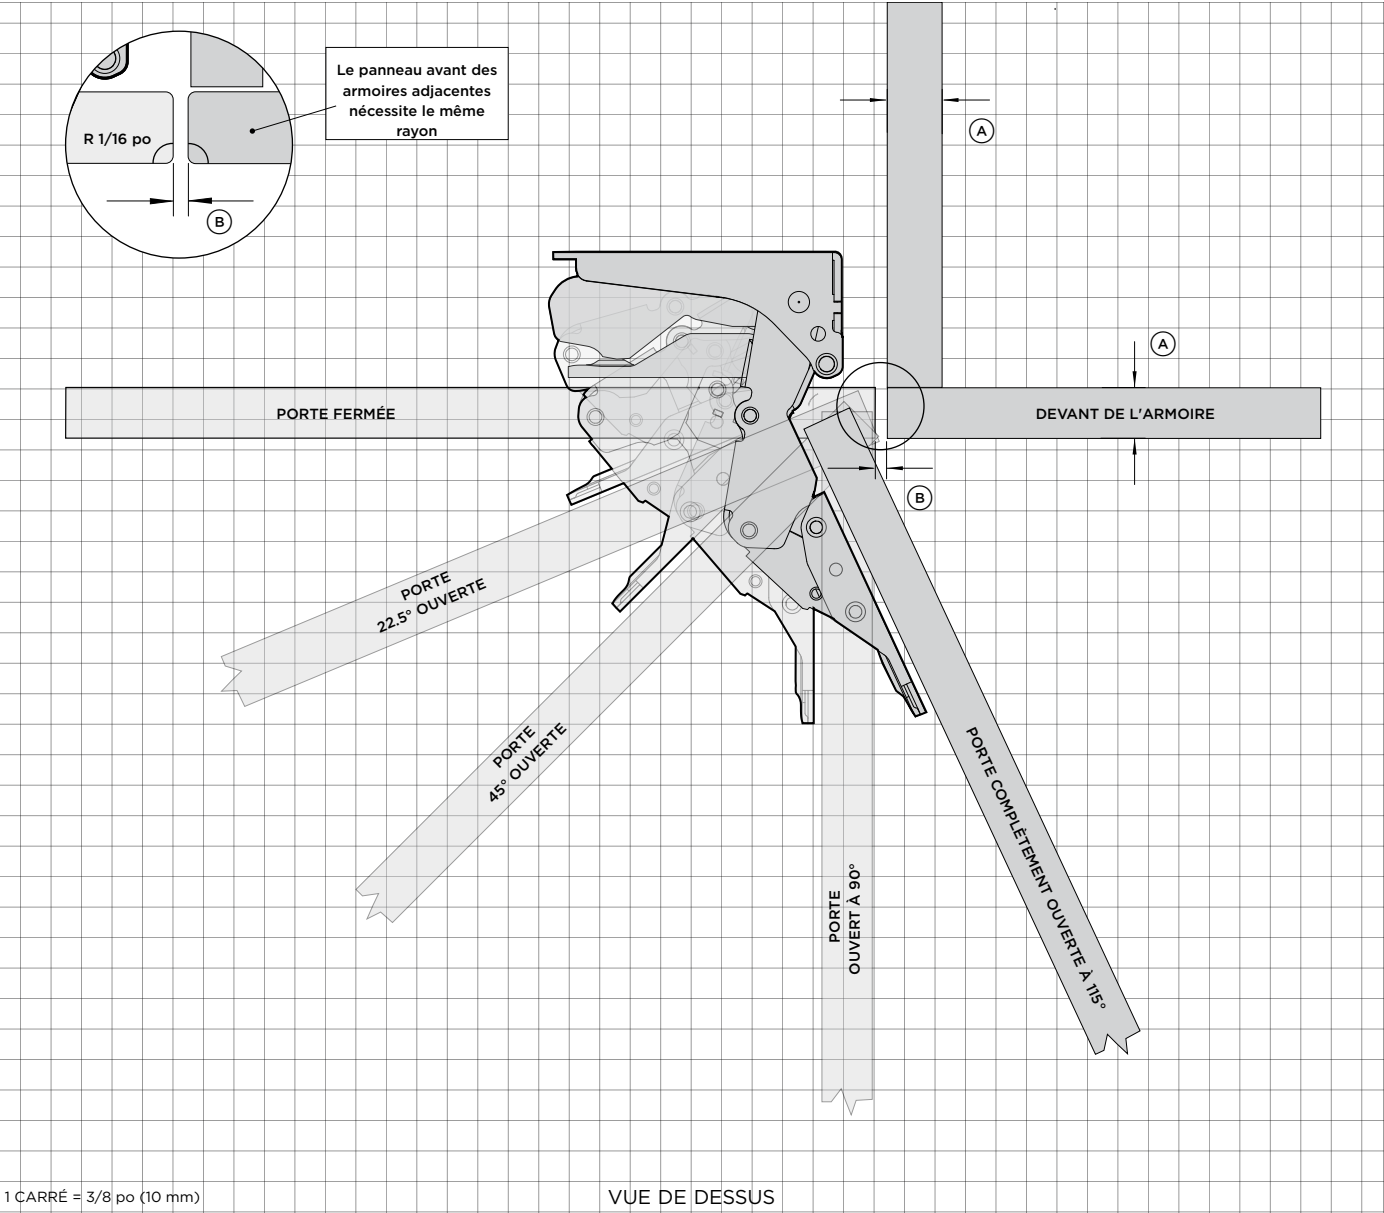 Le panneau avant des
armoires adjacentes
nécessite le même
rayon
R 1/16 po
B
A
A
PORTE FERMÉE
DEVANT DE L'ARMOIRE
B
PORTE
22.5° OUVERTE
PORTE
45° OUVERTE
PORTE
OUVERT À 90°
PORTE COMPLÈTEMENT OUVERTE À 115°
1 CARRÉ = 3/8 po (10 mm)
VUE DE DESSUS